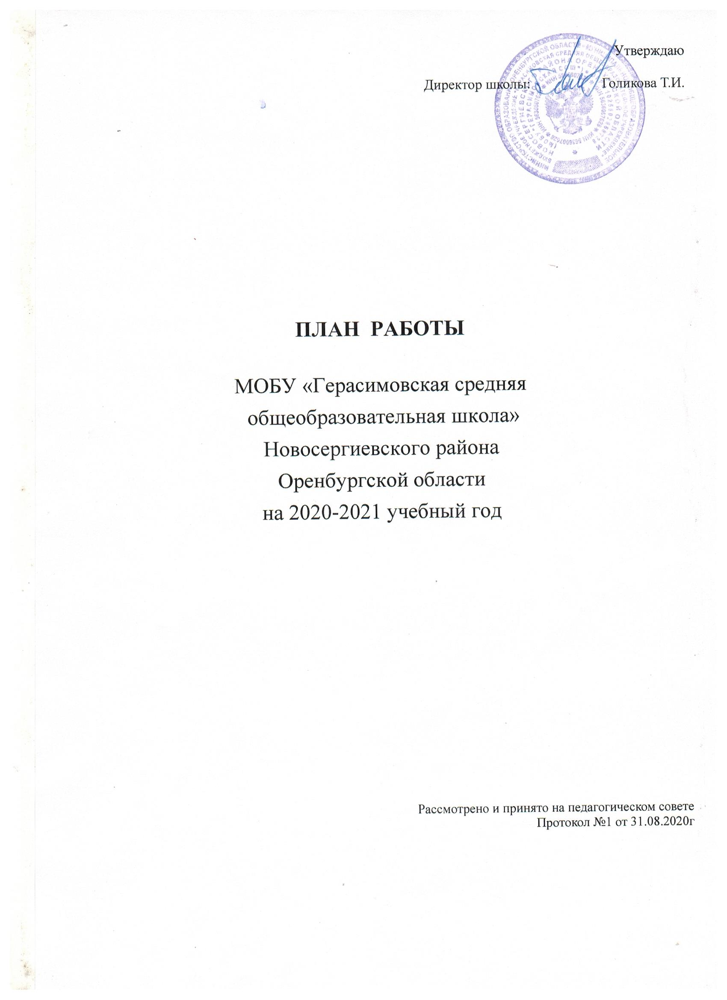 Утверждаю
Директор школы: Голикова Т.И.
ПЛАН РАБОТЫ
МОБУ «Герасимовская средняя
общеобразовательная школа»
Новосергиевского района
Оренбургской области
на 2020-2021 учебный год
Рассмотрено и принято на педагогическом совете
Протокол №1 от 31.08.2020г